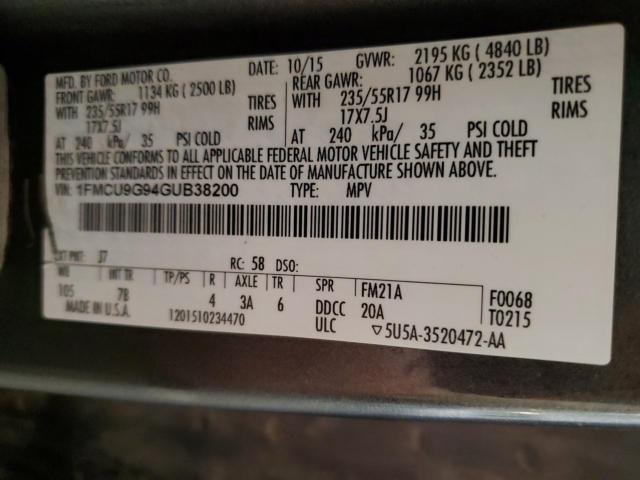 MFD. BY FORD MOTOR CO. DATE: 10/15 GVWR: 2195 KG ( 4840 LB)
FRONT GAWR: 1134 KG ( 2500 LB) REAR GAWR: 1067 KG ( 2352 LB)
WITH 235/55R17 99H TIRES WITH 235/55R17 99H TIRES
17X7.5J RIMS 17X7.5J RIMS
AT 240 kPa/ 35 PSI COLD AT 240 kPa/ 35 PSI COLD
THIS VEHICLE CONFORMS TO ALL APPLICABLE FEDERAL MOTOR VEHICLE SAFETY AND THEFT
PREVENTION STANDARDS IN EFFECT ON THE DATE OF MANUFACTURE SHOWN ABOVE.
VIN: 1FMCU9G94GUB38200 TYPE: MPV
EXT PNT: J7 RC: 58 DSO:
WB INT TR TP/PS R AXLE TR SPR FM21A F0068
105 7B 4 3A 6 DDCC 20A T0215
MADE IN U.S.A. 1201510234470 ULC ▽5U5A-3520472-AA